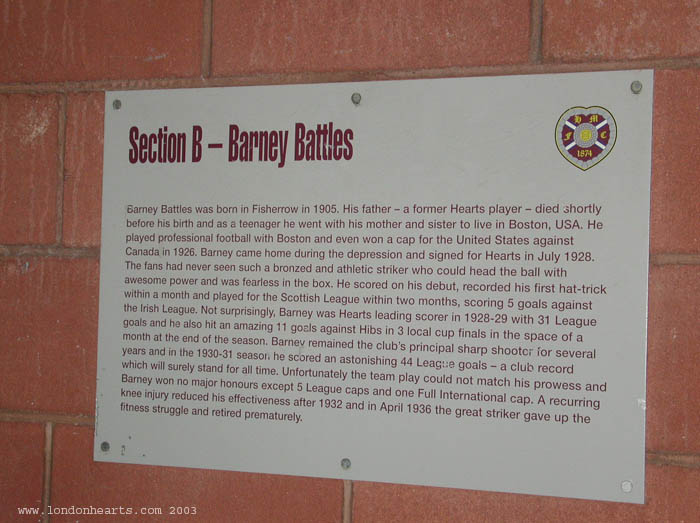 Section B – Barney Battles
H M
F C
1874
Barney Battles was born in Fisherrow in 1905. His father – a former Hearts player – died shortly
before his birth and as a teenager he went with his mother and sister to live in Boston, USA. He
played professional football with Boston and even won a cap for the United States against
Canada in 1926. Barney came home during the depression and signed for Hearts in July 1928.
The fans had never seen such a bronzed and athletic striker who could head the ball with
awesome power and was fearless in the box. He scored on his debut, recorded his first hat-trick
within a month and played for the Scottish League within two months, scoring 5 goals against
the Irish League. Not surprisingly, Barney was Hearts leading scorer in 1928-29 with 31 League
goals and he also hit an amazing 11 goals against Hibs in 3 local cup finals in the space of a
month at the end of the season. Barney remained the club's principal sharp shooter for several
years and in the 1930-31 season he scored an astonishing 44 League goals – a club record
which will surely stand for all time. Unfortunately the team play could not match his prowess and
Barney won no major honours except 5 League caps and one Full International cap. A recurring
knee injury reduced his effectiveness after 1932 and in April 1936 the great striker gave up the
fitness struggle and retired prematurely.
www.londonhearts.com 2003